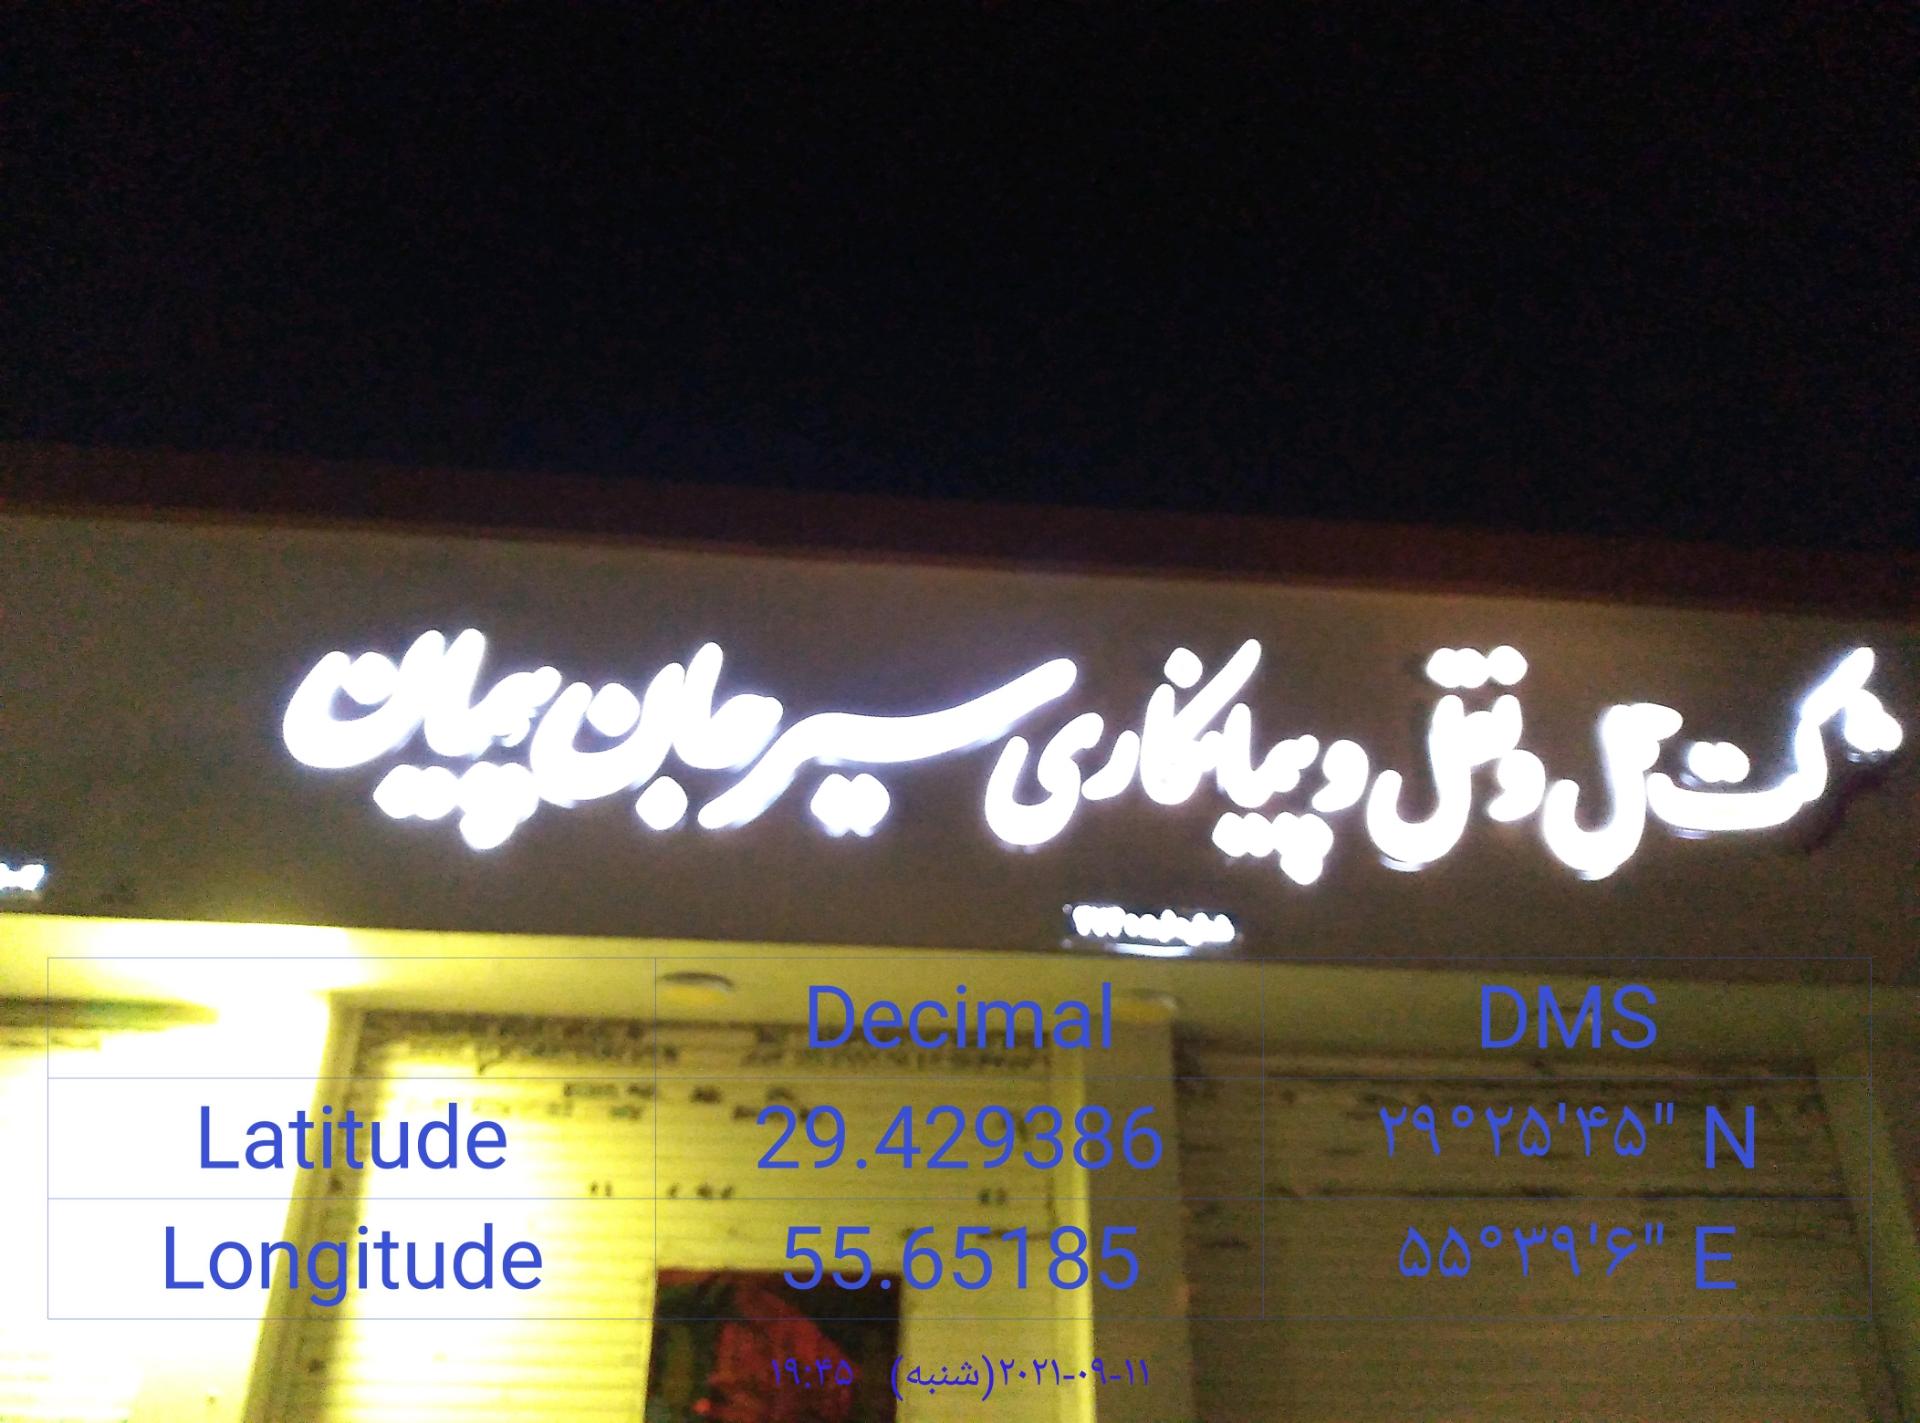 شرکت حمل و نقل و پیمانکاری سیرجان پیمان
Decimal DMS
Latitude 29.429386 ۲۹°۲۵'۴۵" N
Longitude 55.65185 ۵۵°۳۹'۶" E
۲۰۲۱-۰۹-۱۱(شنبه) ۱۹:۴۵